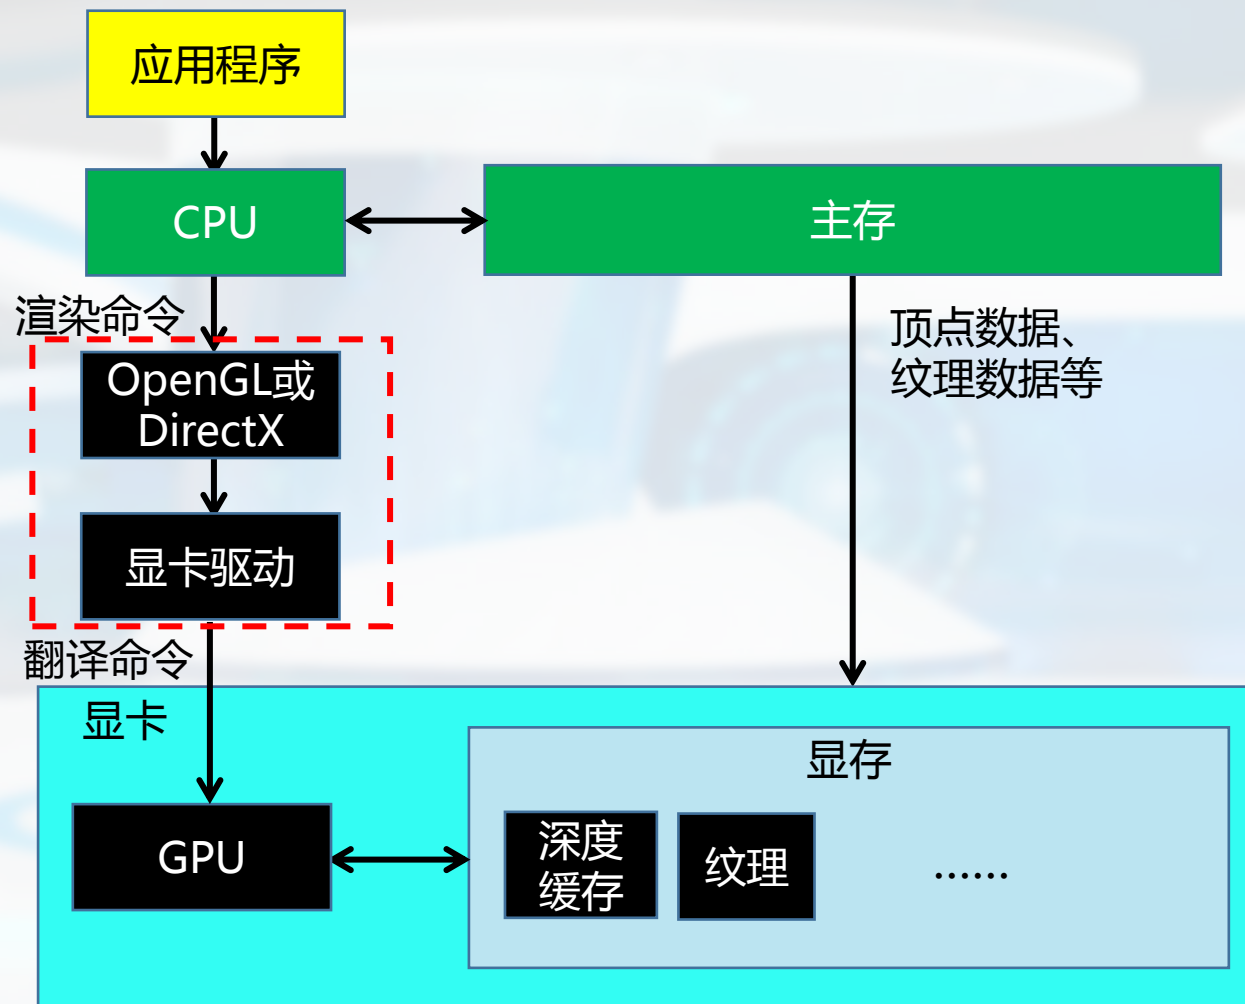 应用程序
CPU
主存
渲染命令
OpenGL或
DirectX
顶点数据、
纹理数据等
显卡驱动
翻译命令
显卡
显存
GPU
深度
缓存
纹理
......